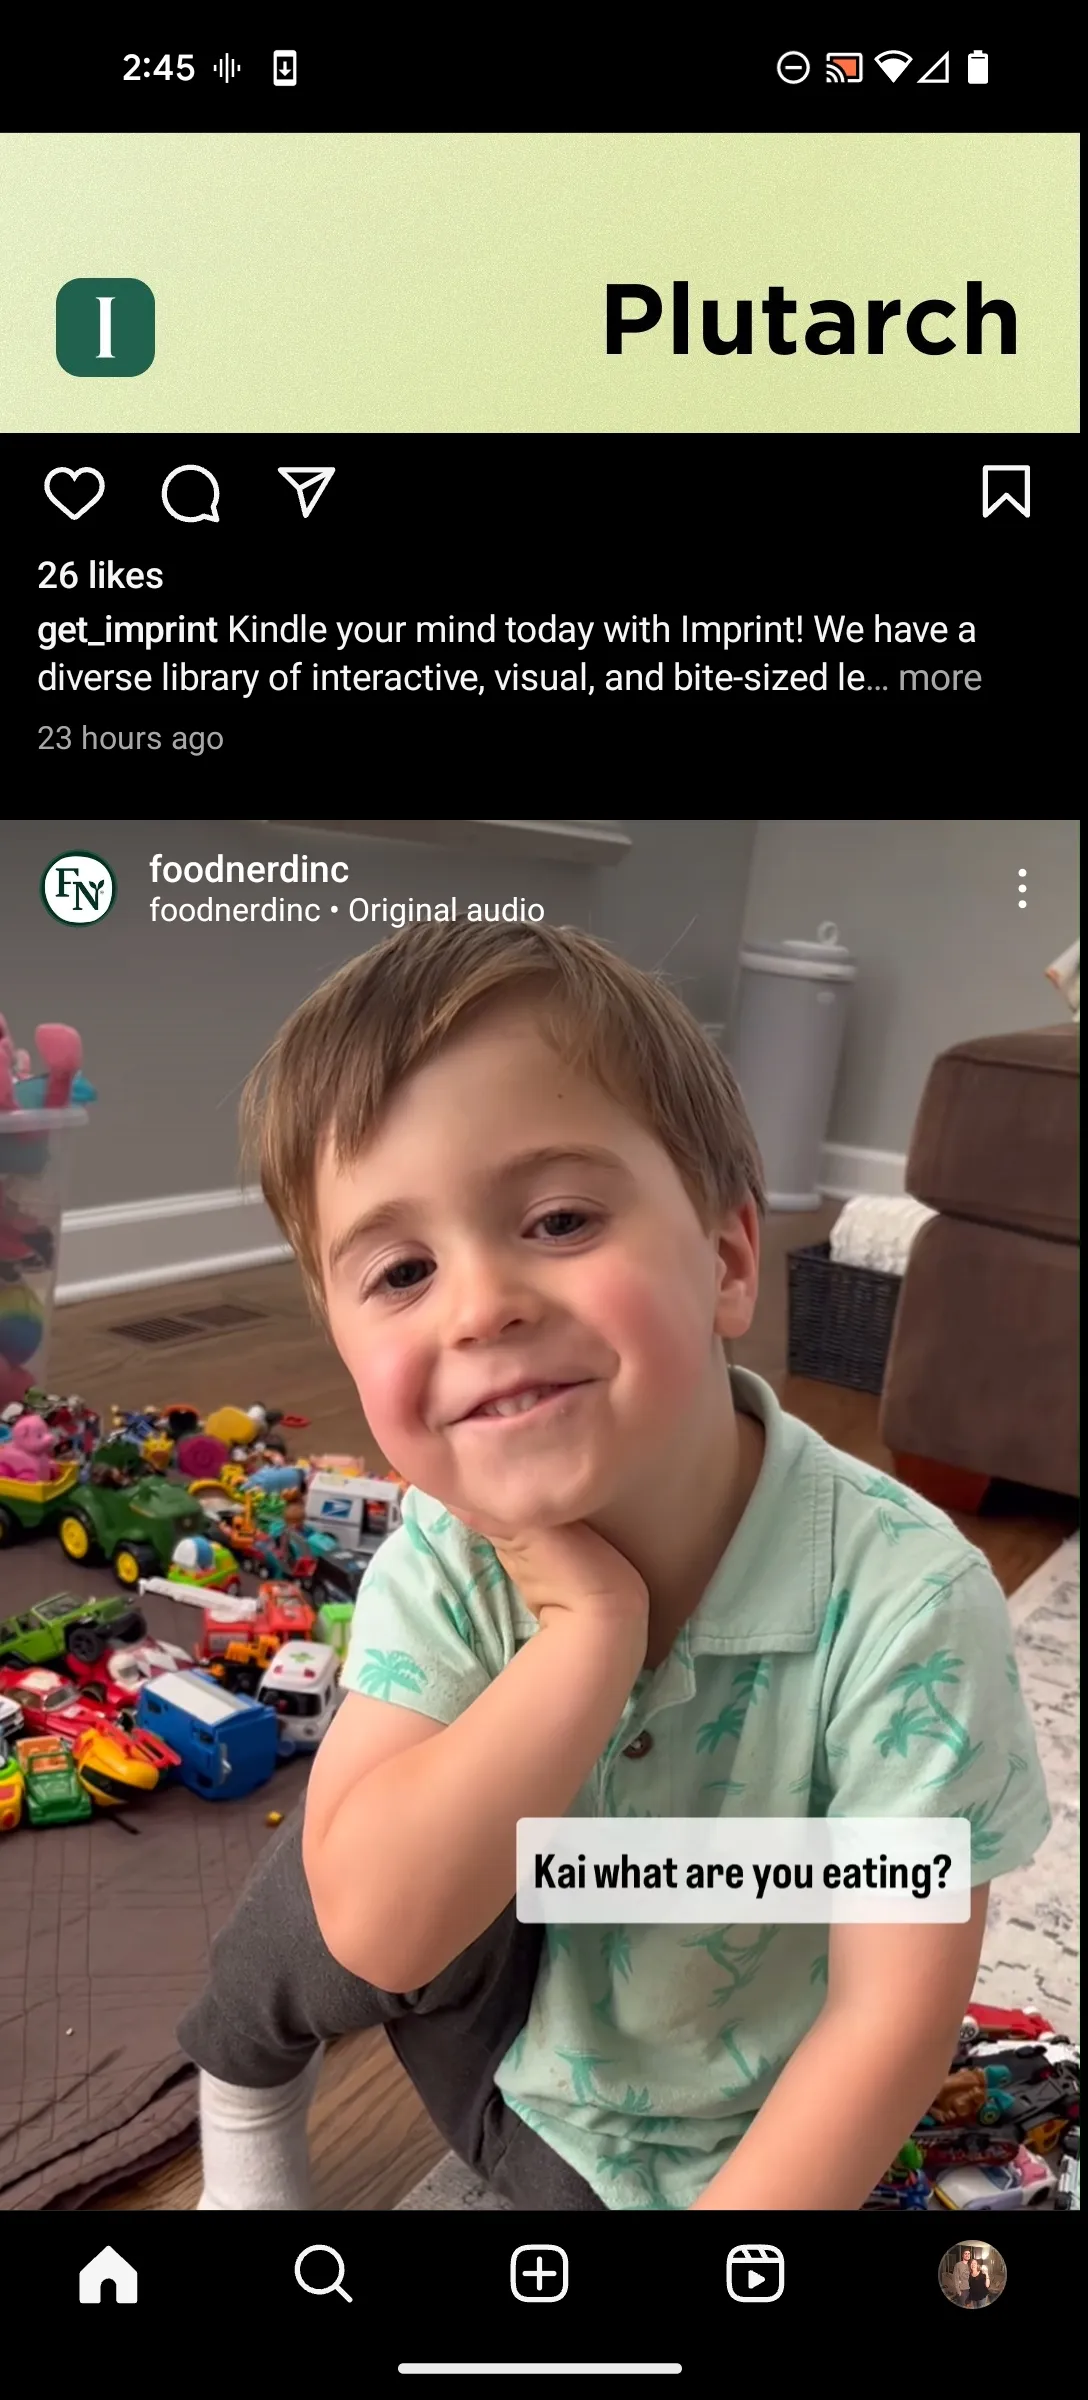 2:45
Plutarch
I
26 likes
get_imprint Kindle your mind today with Imprint! We have a
diverse library of interactive, visual, and bite-sized le... more
23 hours ago
FN
foodnerdinc
foodnerdinc • Original audio
Kai what are you eating?